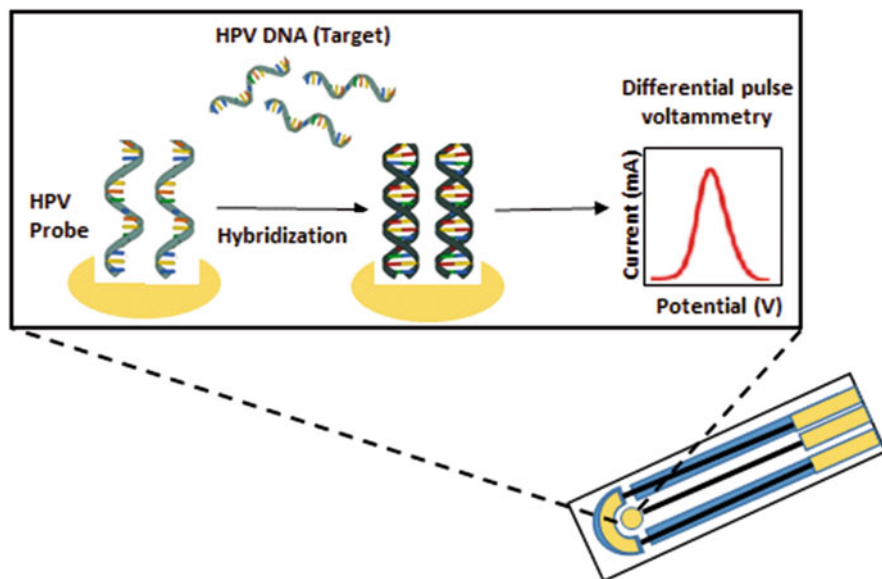 HPV DNA (Target)
HPV
Probe
Hybridization
Differential pulse
voltammetry
Current (mA)
Potential (V)